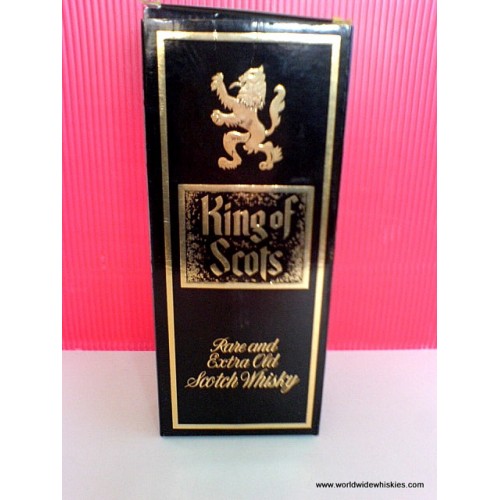 King of
Scots
Rare and
Extra Old
Scotch Whisky
www.worldwidewhiskies.com